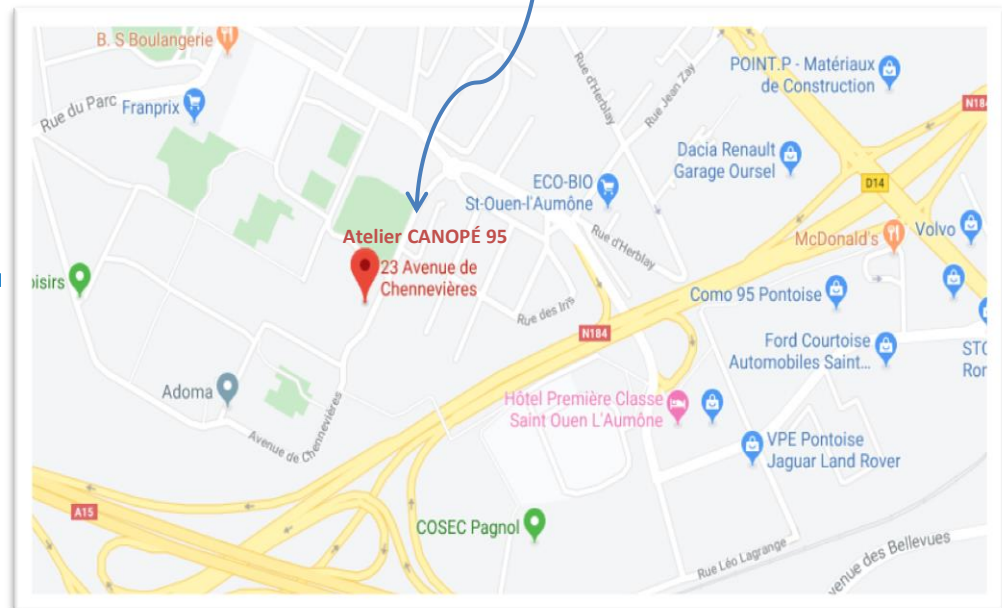 B. S Boulangerie
Rue du Parc
Franprix
Rue d'Herblay
Rue Jean Zay
POINT.P - Matériaux
de Construction
N184
Dacia Renault
Garage Oursel
D14
ECO-BIO
St-Ouen-l'Aumône
Atelier CANOPÉ 95
23 Avenue de
Chennevières
Rue d'Herblay
McDonald's
Volvo
oisirs
Rue des Iris
Como 95 Pontoise
N184
Ford Courtoise
Automobiles Saint...
STO
Ror
Adoma
Hôtel Première Classe
Saint Ouen L'Aumône
Avenue de Chennevières
VPE Pontoise
Jaguar Land Rover
A15
COSEC Pagnol
Rue Léo Lagrange
venue des Bellevues